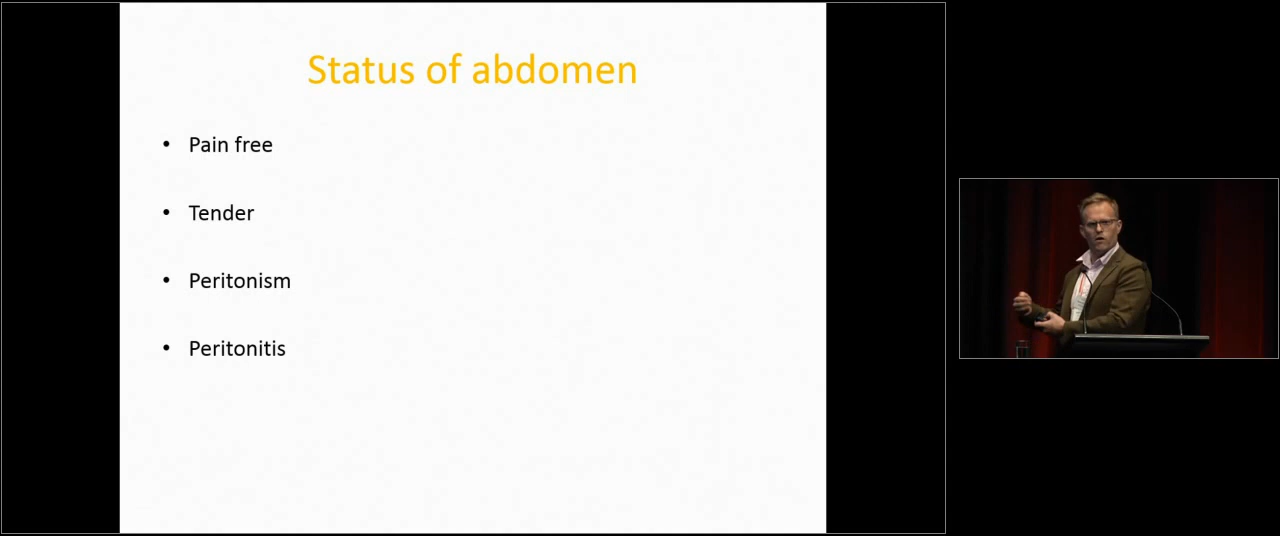 Status of abdomen
• Pain free
• Tender
• Peritonism
• Peritonitis